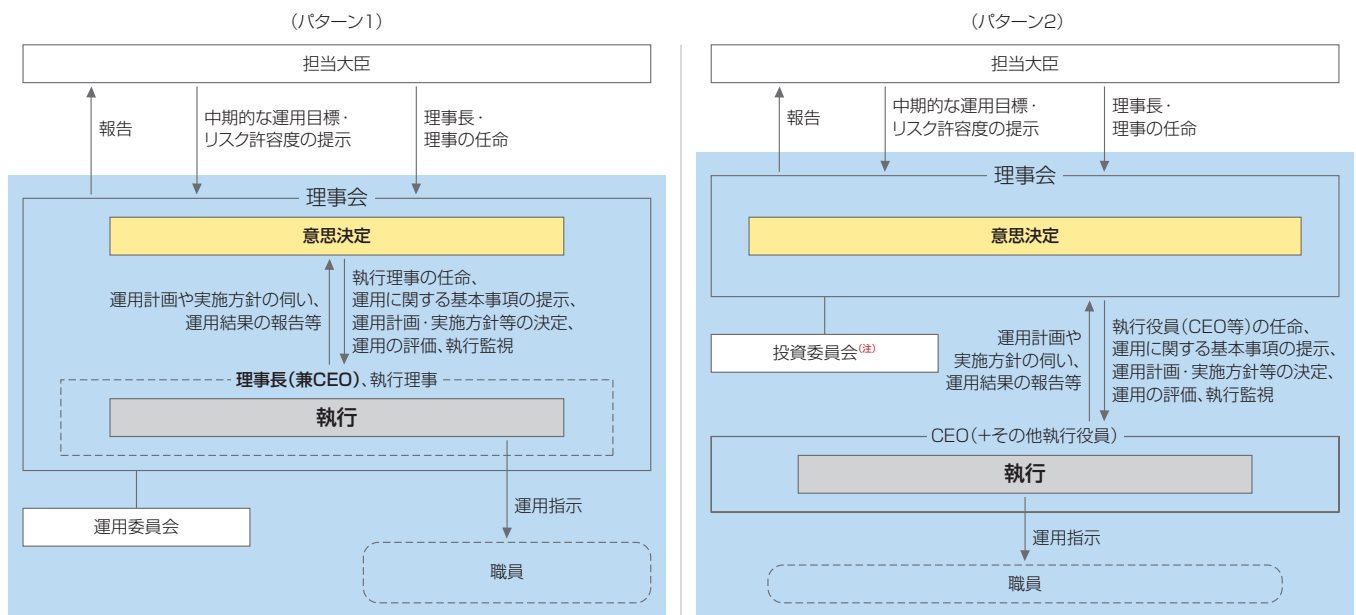 (パターン1)
担当大臣
報告
中期的な運用目標・
リスク許容度の提示
理事長・
理事の任命
理事会
意思決定
運用計画や実施方針の伺い、
運用結果の報告等
執行理事の任命、
運用に関する基本事項の提示、
運用計画・実施方針等の決定、
運用の評価、執行監視
理事長(兼CEO)、執行理事
執行
運用委員会
運用指示
職員
(パターン2)
担当大臣
報告
中期的な運用目標・
リスク許容度の提示
理事長・
理事の任命
理事会
意思決定
投資委員会(注)
運用計画や
実施方針の伺い、
運用結果の報告等
執行役員(CEO等)の任命、
運用に関する基本事項の提示、
運用計画・実施方針等の決定、
運用の評価、執行監視
CEO(+その他執行役員)
執行
運用指示
職員